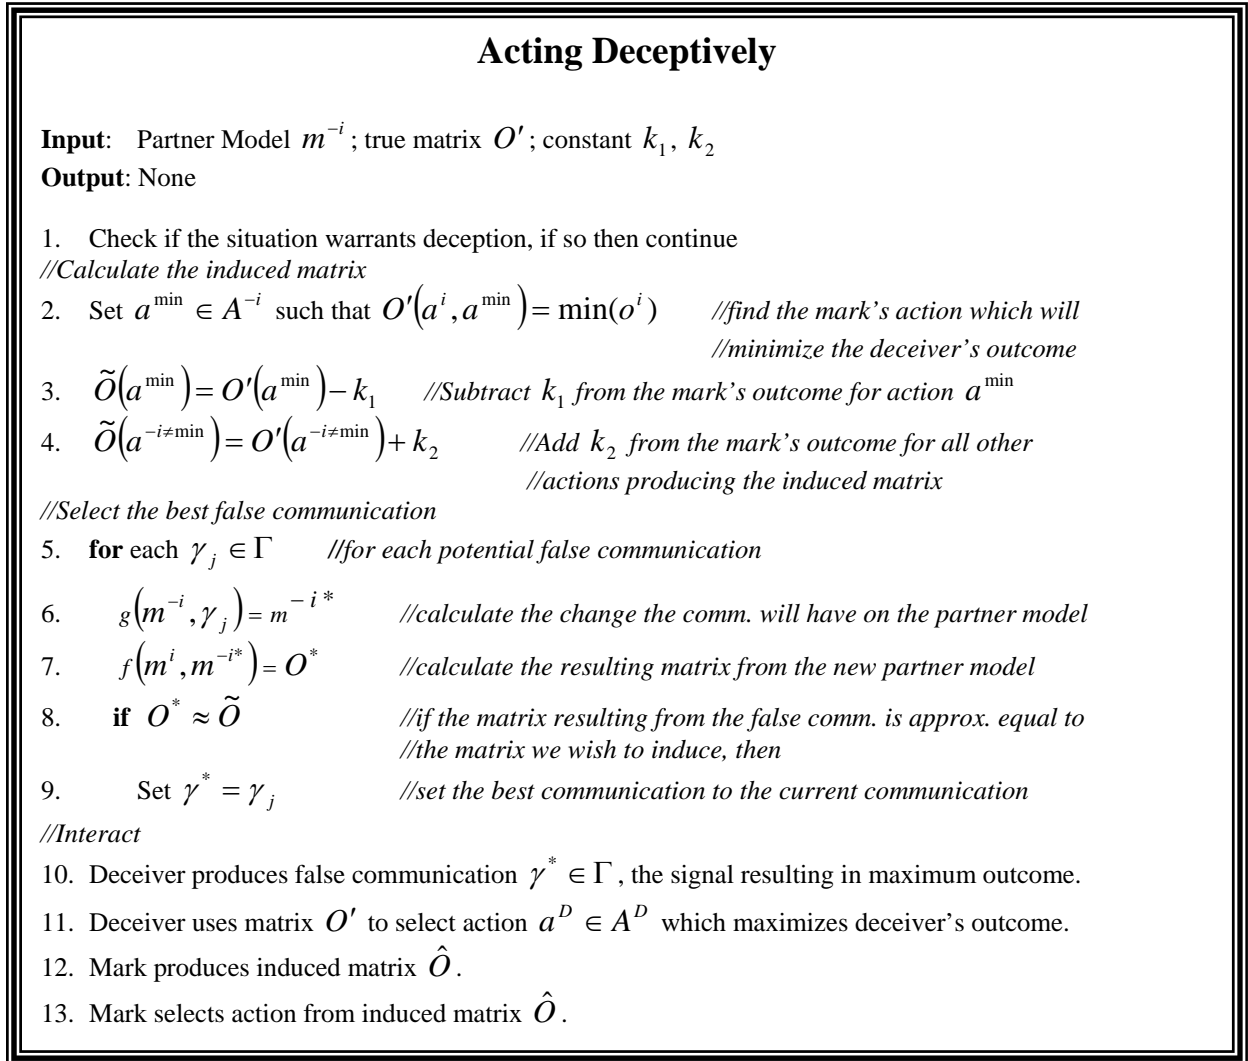 Acting Deceptively
Input: Partner Model m⁻ⁱ; true matrix O′; constant k₁, k₂
Output: None
1. Check if the situation warrants deception, if so then continue
//Calculate the induced matrix
2. Set a^min ∈ A⁻ⁱ such that O′(aⁱ, a^min) = min(oⁱ) //find the mark's action which will
//minimize the deceiver's outcome
3. Õ(a^min) = O′(a^min) − k₁ //Subtract k₁ from the mark's outcome for action a^min
4. Õ(a^(−i≠min)) = O′(a^(−i≠min)) + k₂ //Add k₂ from the mark's outcome for all other
//actions producing the induced matrix
//Select the best false communication
5. for each γ_j ∈ Γ //for each potential false communication
6. g(m⁻ⁱ, γ_j) = m^(−i*) //calculate the change the comm. will have on the partner model
7. f(mⁱ, m^(−i*)) = O^* //calculate the resulting matrix from the new partner model
8. if O^* ≈ Õ //if the matrix resulting from the false comm. is approx. equal to
//the matrix we wish to induce, then
9. Set γ^* = γ_j //set the best communication to the current communication
//Interact
10. Deceiver produces false communication γ^* ∈ Γ, the signal resulting in maximum outcome.
11. Deceiver uses matrix O′ to select action a^D ∈ A^D which maximizes deceiver's outcome.
12. Mark produces induced matrix Ô.
13. Mark selects action from induced matrix Ô.